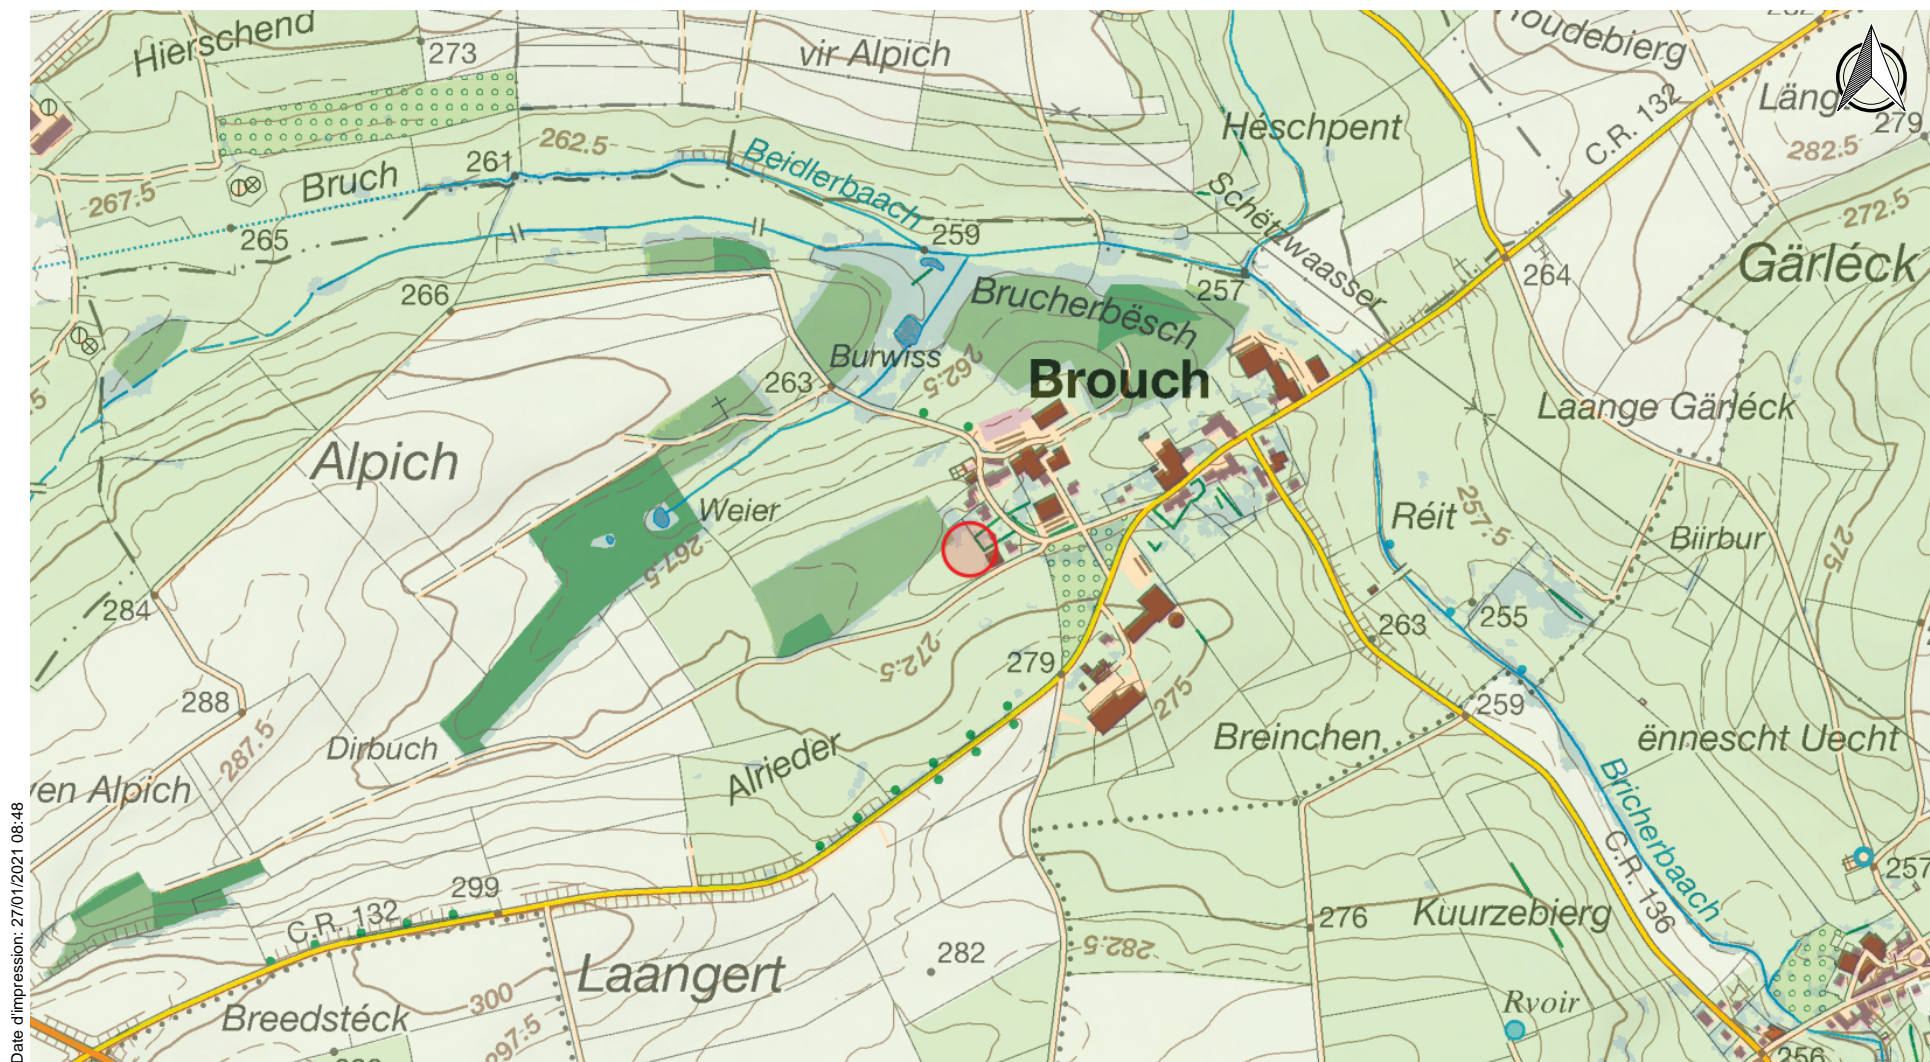 Hierschend
273
vir Alpich
Roudebierg
Läng
279
282.5
C.R. 132
Heschpent
262.5
261
Bruch
267.5
265
Beidlerbaach
259
Schëtzwaasser
257
264
272.5
Gärléck
266
Brucherbësch
Burwiss
262.5
263
Brouch
Laange Gärléck
Alpich
Weier
267.5
Réit
257.5
Biirbur
275
284
255
263
272.5
279
275
288
287.5
Dirbuch
259
Breinchen
ënnescht Uecht
Alrieder
ven Alpich
Bricherbaach
C.R. 136
257
299
C.R. 132
276
Kuurzebierg
282.5
282
Laangert
300
297.5
Breedstéck
Rvoir
256
Date d'impression: 27/01/2021 08:48